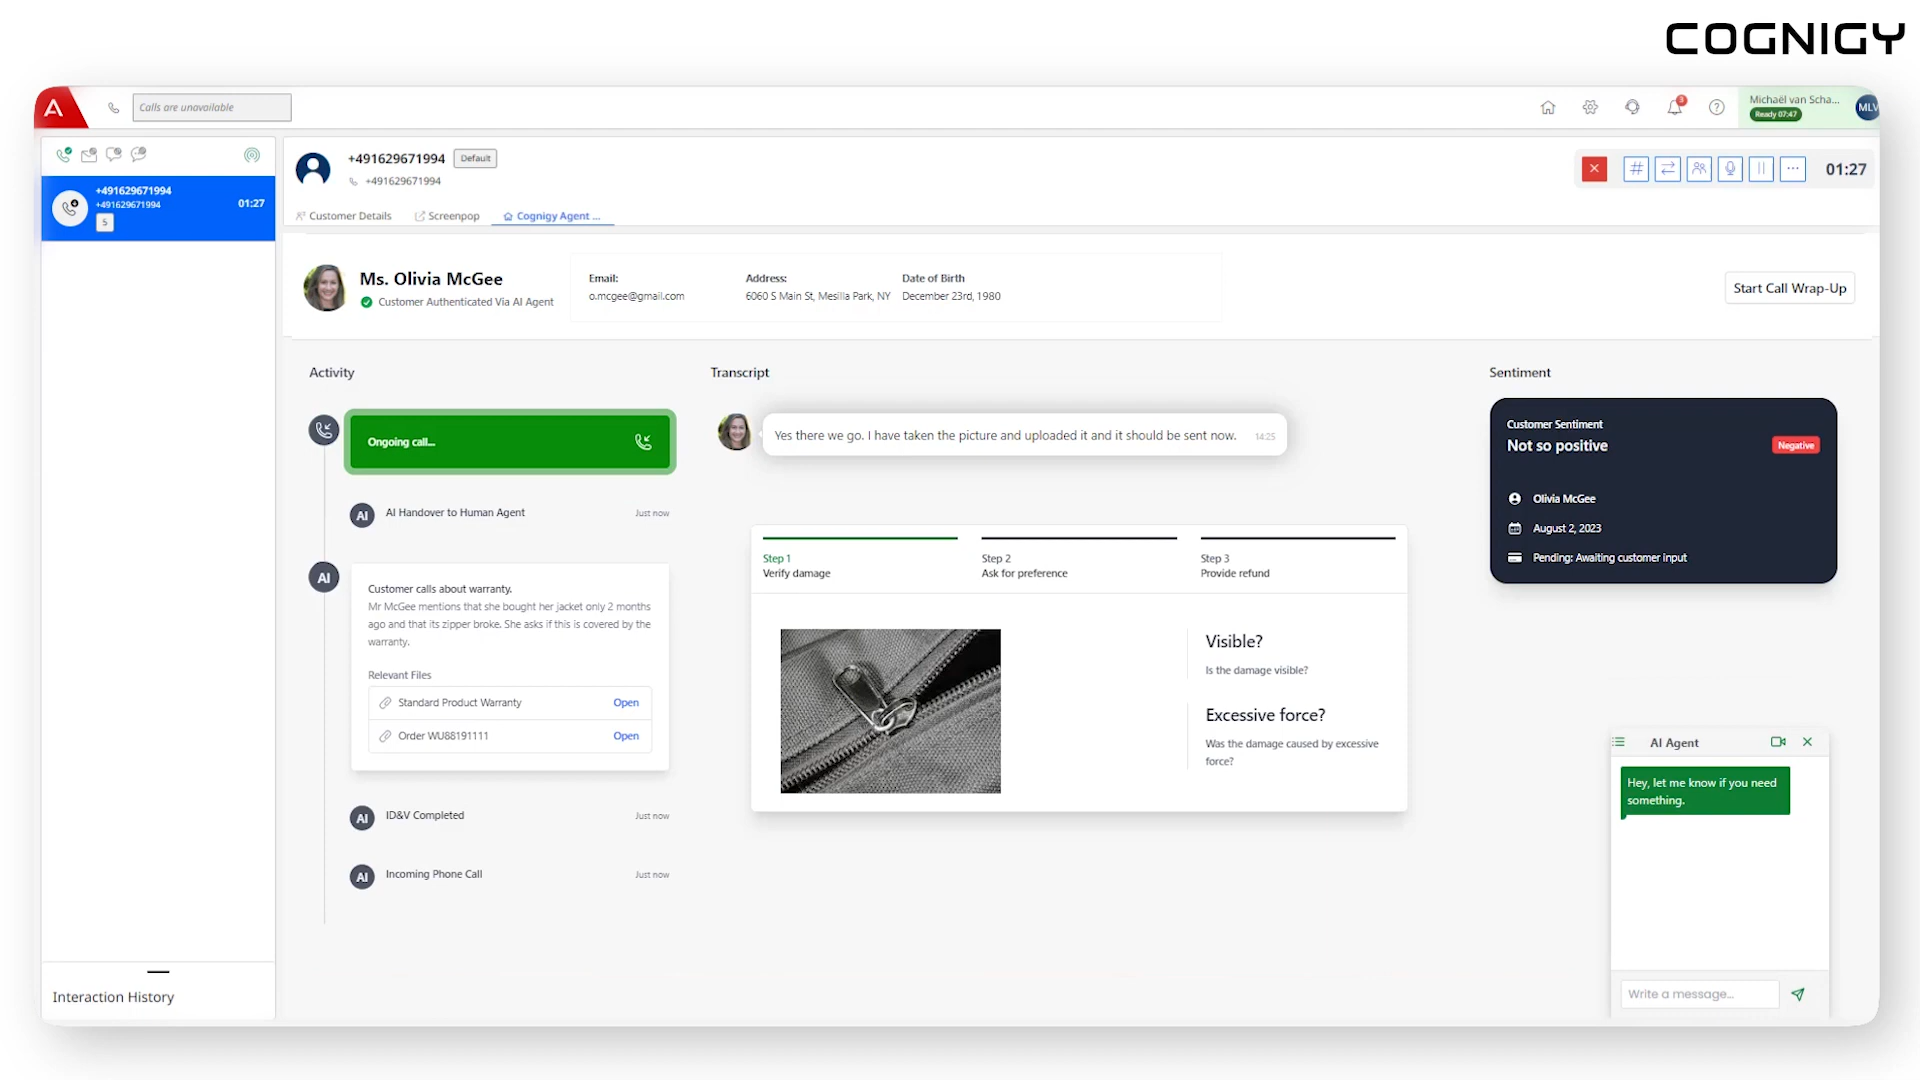 COGNIGY
A
Calls are unavailable
3
Michaël van Scha...
Ready 07:47
MLV
+491629671994
+491629671994
5
01:27
+491629671994
Default
+491629671994
01:27
Customer Details
Screenpop
Cognigy Agent ...
Ms. Olivia McGee
Customer Authenticated Via AI Agent
Email:
o.mcgee@gmail.com
Address:
6060 S Main St, Mesilla Park, NY
Date of Birth
December 23rd, 1980
Start Call Wrap-Up
Activity
Ongoing call...
AI
AI Handover to Human Agent
Just now
AI
Customer calls about warranty.
Mr McGee mentions that she bought her jacket only 2 months
ago and that its zipper broke. She asks if this is covered by the
warranty.
Relevant Files
Standard Product Warranty
Open
Order WU88191111
Open
AI
ID&V Completed
Just now
AI
Incoming Phone Call
Just now
Transcript
Yes there we go. I have taken the picture and uploaded it and it should be sent now.
14:25
Step 1
Verify damage
Step 2
Ask for preference
Step 3
Provide refund
Visible?
Is the damage visible?
Excessive force?
Was the damage caused by excessive
force?
Sentiment
Customer Sentiment
Not so positive
Negative
Olivia McGee
August 2, 2023
Pending: Awaiting customer input
AI Agent
Hey, let me know if you need
something.
Write a message...
Interaction History